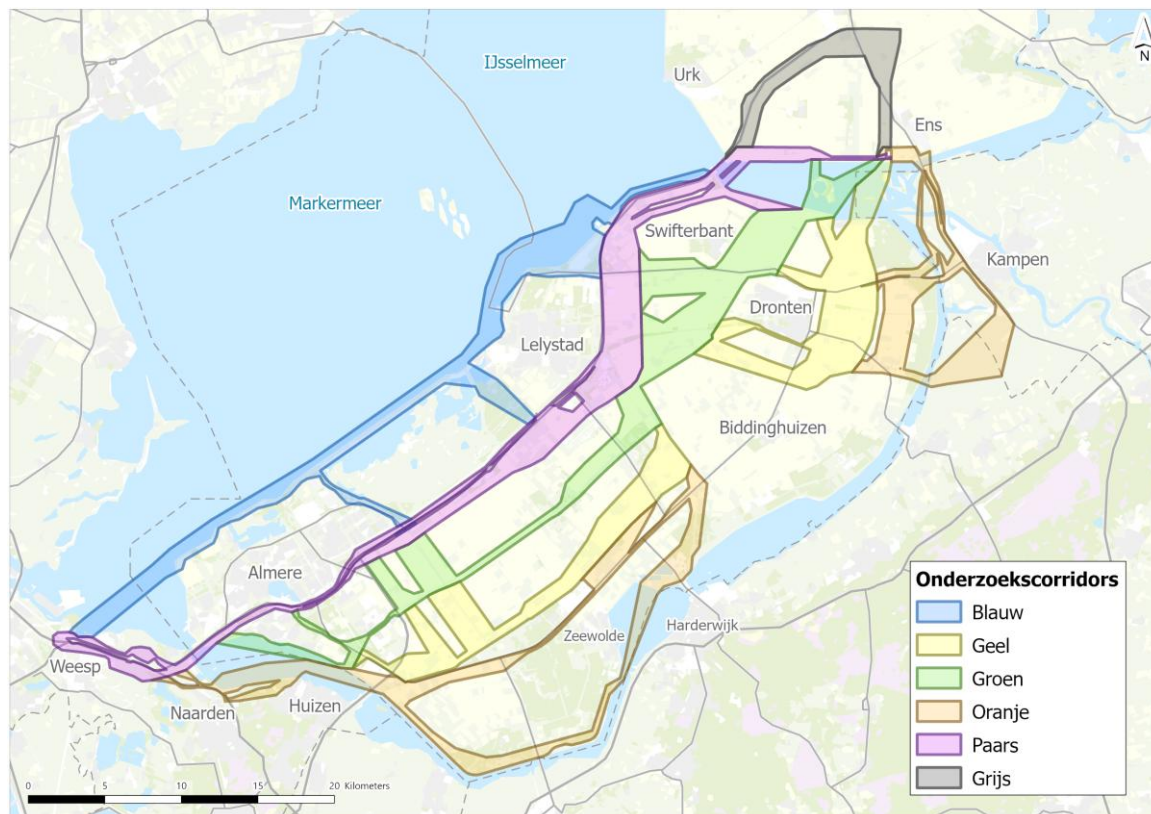 IJsselmeer
Urk
N
Ens
Markermeer
Swifterbant
Kampen
Dronten
Lelystad
Biddinghuizen
Almere
Zeewolde
Harderwijk
Weesp
Naarden
Huizen
Onderzoekscorridors
Blauw
Geel
Groen
Oranje
Paars
Grijs
0 5 10 15 20 Kilometers